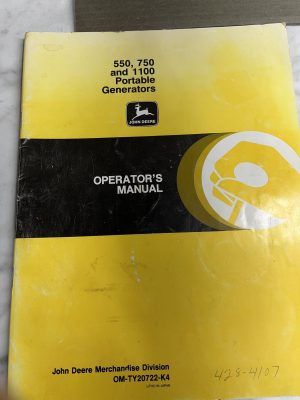 550, 750
and 1100
Portable
Generators
JOHN DEERE
OPERATOR'S
MANUAL
John Deere Merchandise Division
OM-TY20722-K4
428-4107